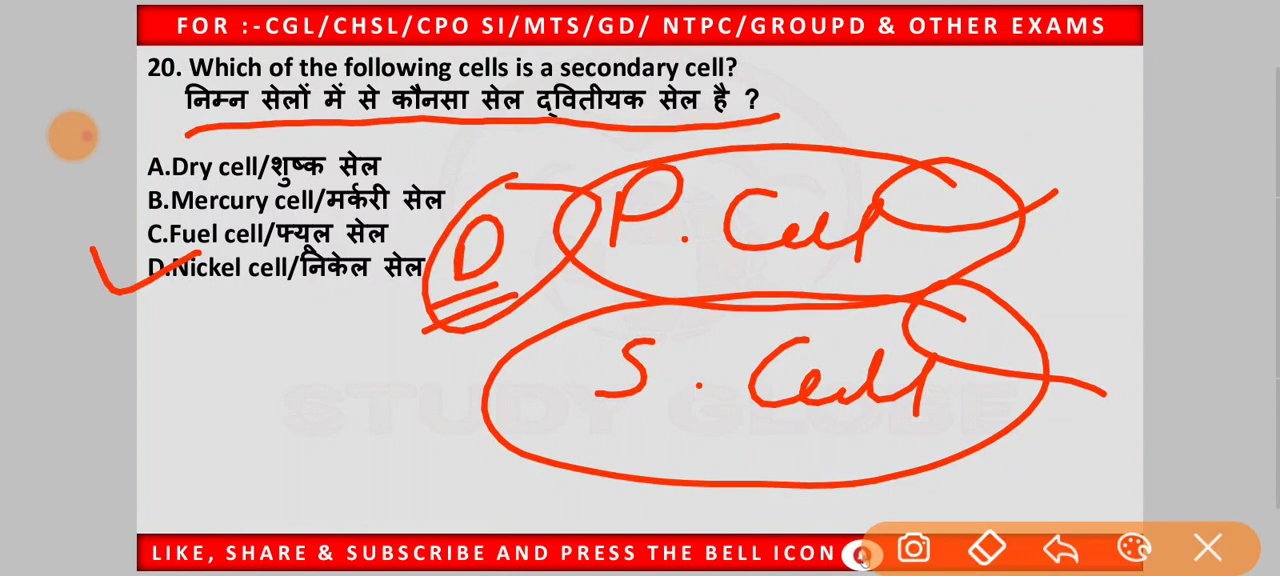 FOR :-CGL/CHSL/CPO SI/MTS/GD/ NTPC/GROUPD & OTHER EXAMS
20. Which of the following cells is a secondary cell?
निम्न सेलों में से कौनसा सेल द्वितीयक सेल है ?
A.Dry cell/शुष्क सेल
B.Mercury cell/मर्करी सेल
C.Fuel cell/फ्यूल सेल
D.Nickel cell/निकेल सेल
D
P. Cell
S. Cell
STUDY GLOBE
LIKE, SHARE & SUBSCRIBE AND PRESS THE BELL ICON